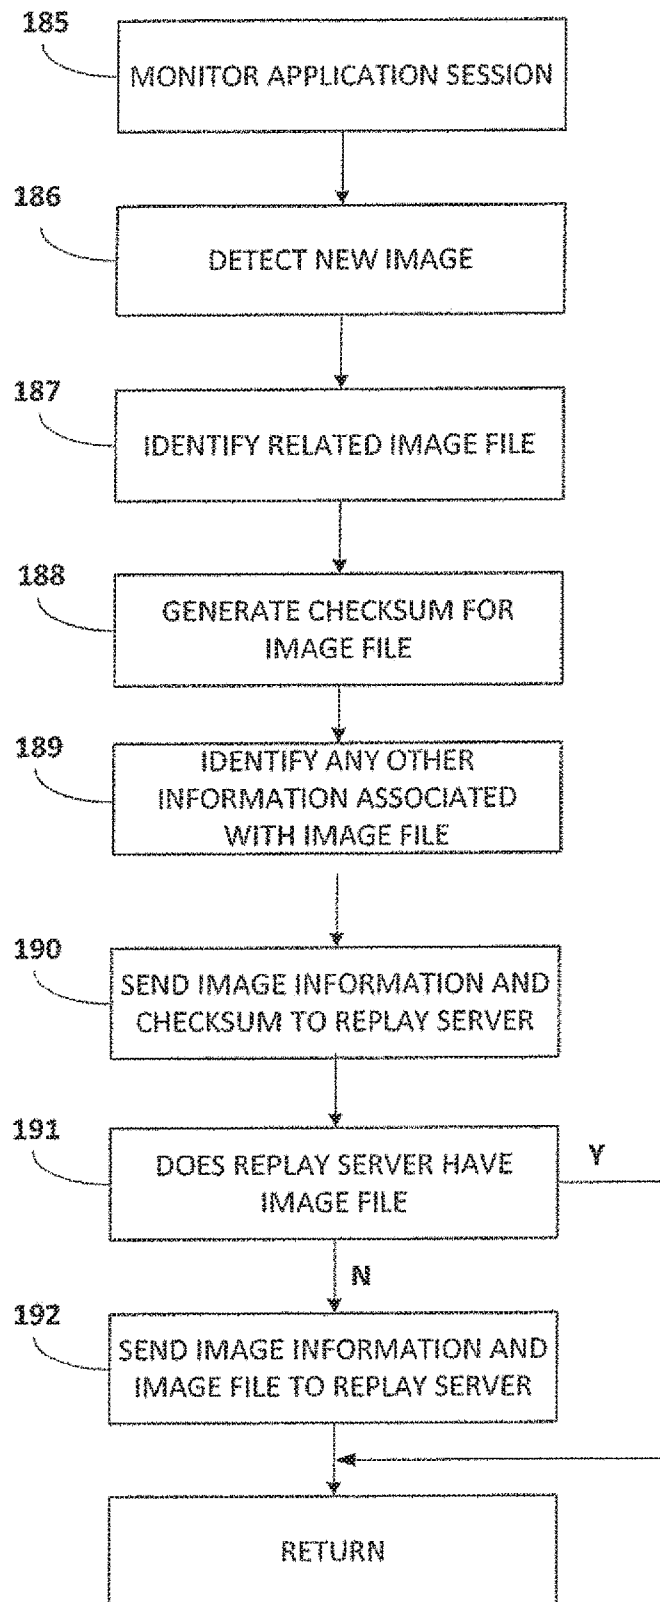 185
MONITOR APPLICATION SESSION
186
DETECT NEW IMAGE
187
IDENTIFY RELATED IMAGE FILE
188
GENERATE CHECKSUM FOR
IMAGE FILE
189
IDENTIFY ANY OTHER
INFORMATION ASSOCIATED
WITH IMAGE FILE
190
SEND IMAGE INFORMATION AND
CHECKSUM TO REPLAY SERVER
191
DOES REPLAY SERVER HAVE
IMAGE FILE
Y
N
192
SEND IMAGE INFORMATION AND
IMAGE FILE TO REPLAY SERVER
RETURN